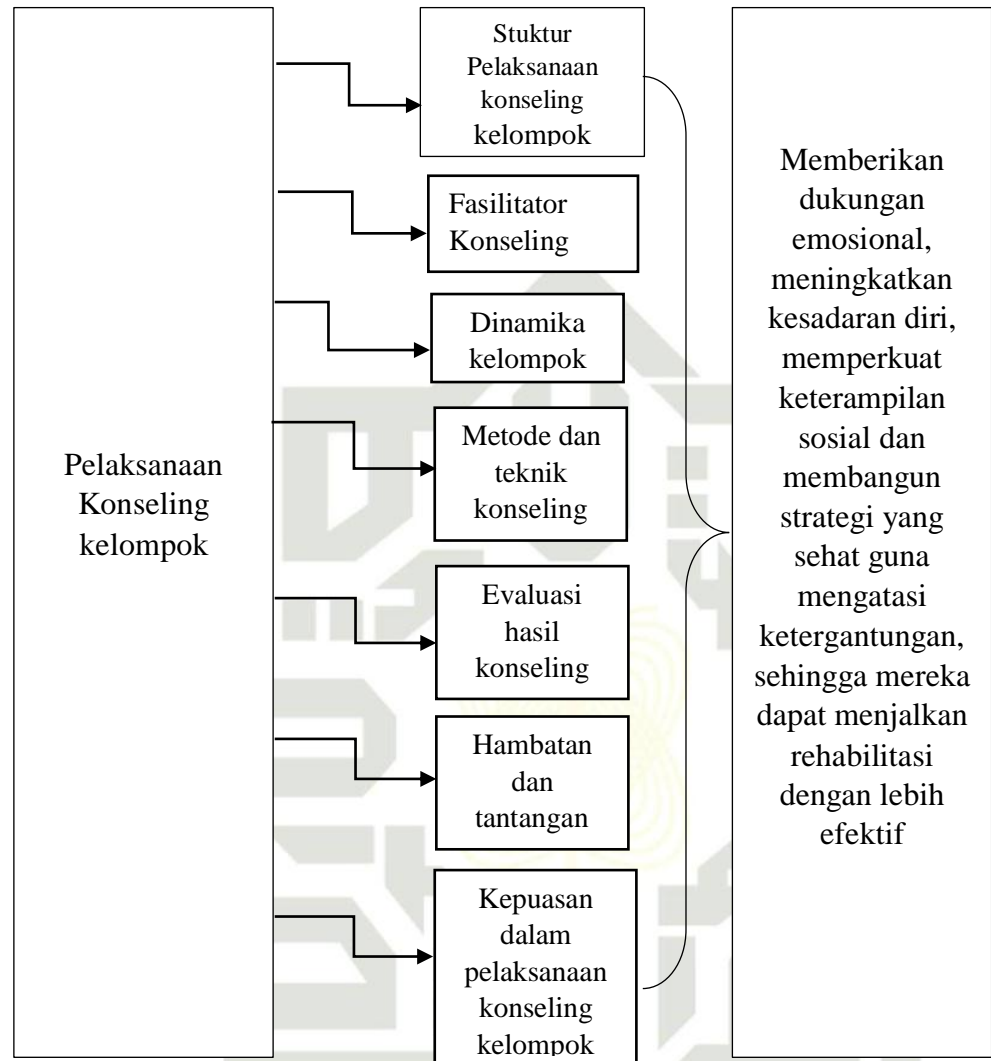 Pelaksanaan
Konseling
kelompok
Stuktur
Pelaksanaan
konseling
kelompok
Fasilitator
Konseling
Dinamika
kelompok
Metode dan
teknik
konseling
Evaluasi
hasil
konseling
Hambatan
dan
tantangan
Kepuasan
dalam
pelaksanaan
konseling
kelompok
Memberikan
dukungan
emosional,
meningkatkan
kesadaran diri,
memperkuat
keterampilan
sosial dan
membangun
strategi yang
sehat guna
mengatasi
ketergantungan,
sehingga mereka
dapat menjalkan
rehabilitasi
dengan lebih
efektif